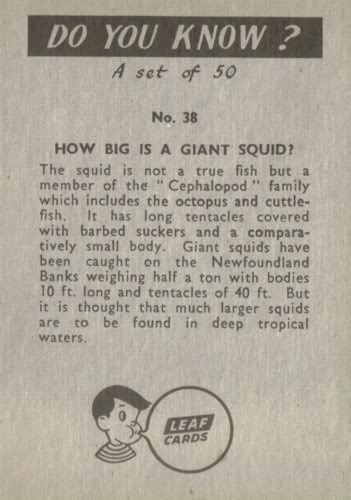 DO YOU KNOW?
A set of 50
No. 38
HOW BIG IS A GIANT SQUID?
The squid is not a true fish but a
member of the "Cephalopod" family
which includes the octopus and cuttle-
fish. It has long tentacles covered
with barbed suckers and a compara-
tively small body. Giant squids have
been caught on the Newfoundland
Banks weighing half a ton with bodies
10 ft. long and tentacles of 40 ft. But
it is thought that much larger squids
are to be found in deep tropical
waters.
LEAF
CARDS